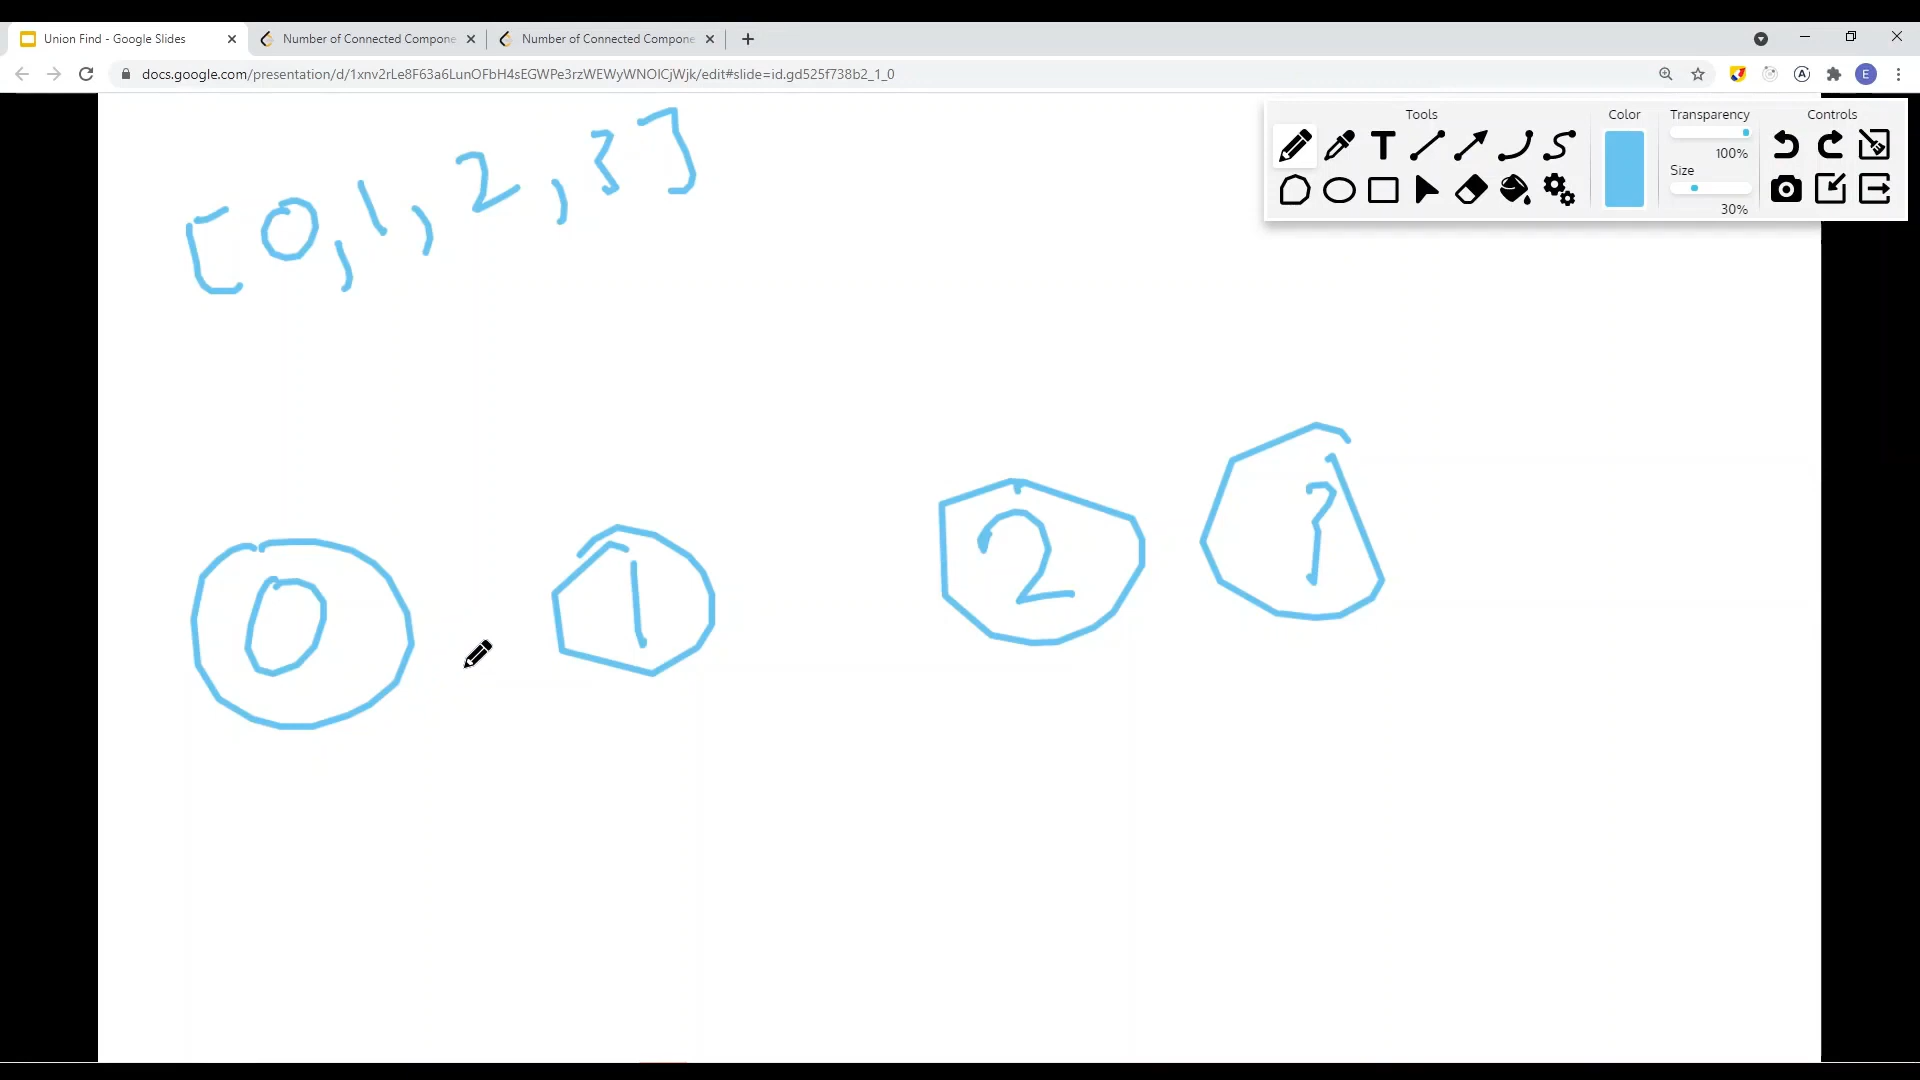 Union Find - Google Slides
Number of Connected Compone
Number of Connected Compone
docs.google.com/presentation/d/1xnv2rLe8F63a6LunOFbH4sEGWPe3rzWEWyWNOlCjWjk/edit#slide=id.gd525f738b2_1_0
E
Tools
Color
Transparency
Controls
100%
Size
30%
T
[0,1,2,3]
0
1
2
3